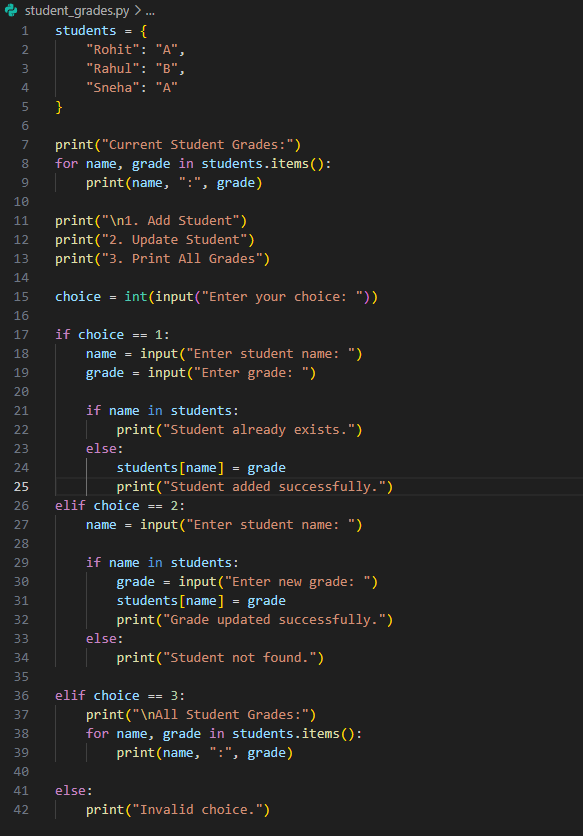 student_grades.py > ...
1 students = {
2     "Rohit": "A",
3     "Rahul": "B",
4     "Sneha": "A"
5 }
6
7 print("Current Student Grades:")
8 for name, grade in students.items():
9     print(name, ":", grade)
10
11 print("\n1. Add Student")
12 print("2. Update Student")
13 print("3. Print All Grades")
14
15 choice = int(input("Enter your choice: "))
16
17 if choice == 1:
18     name = input("Enter student name: ")
19     grade = input("Enter grade: ")
20
21     if name in students:
22         print("Student already exists.")
23     else:
24         students[name] = grade
25         print("Student added successfully.")
26 elif choice == 2:
27     name = input("Enter student name: ")
28
29     if name in students:
30         grade = input("Enter new grade: ")
31         students[name] = grade
32         print("Grade updated successfully.")
33     else:
34         print("Student not found.")
35
36 elif choice == 3:
37     print("\nAll Student Grades:")
38     for name, grade in students.items():
39         print(name, ":", grade)
40
41 else:
42     print("Invalid choice.")